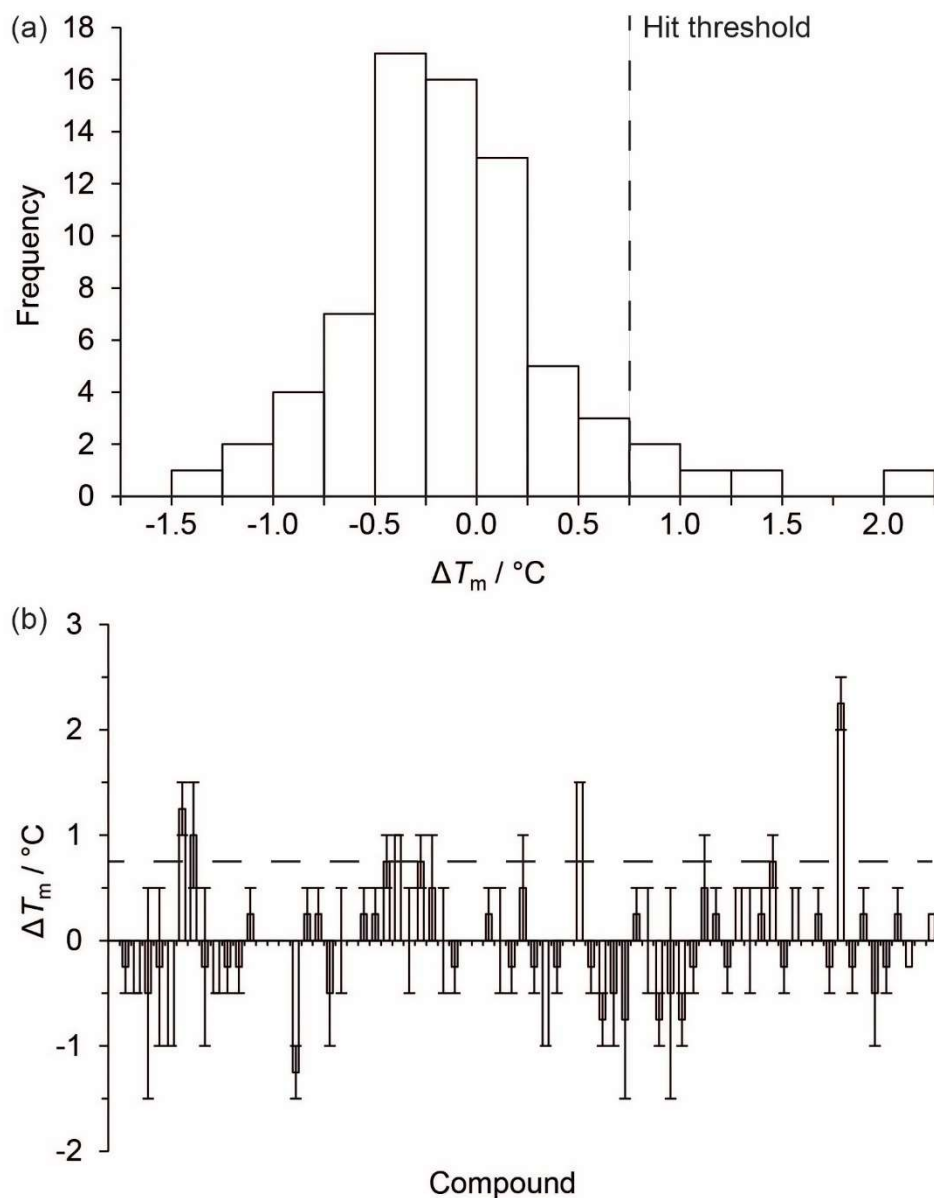 (a)
Hit threshold
18
16
14
12
10
8
6
4
2
0
Frequency
-1.5 -1.0 -0.5 0.0 0.5 1.0 1.5 2.0
ΔTm / °C
(b)
3
2
1
0
-1
-2
ΔTm / °C
Compound